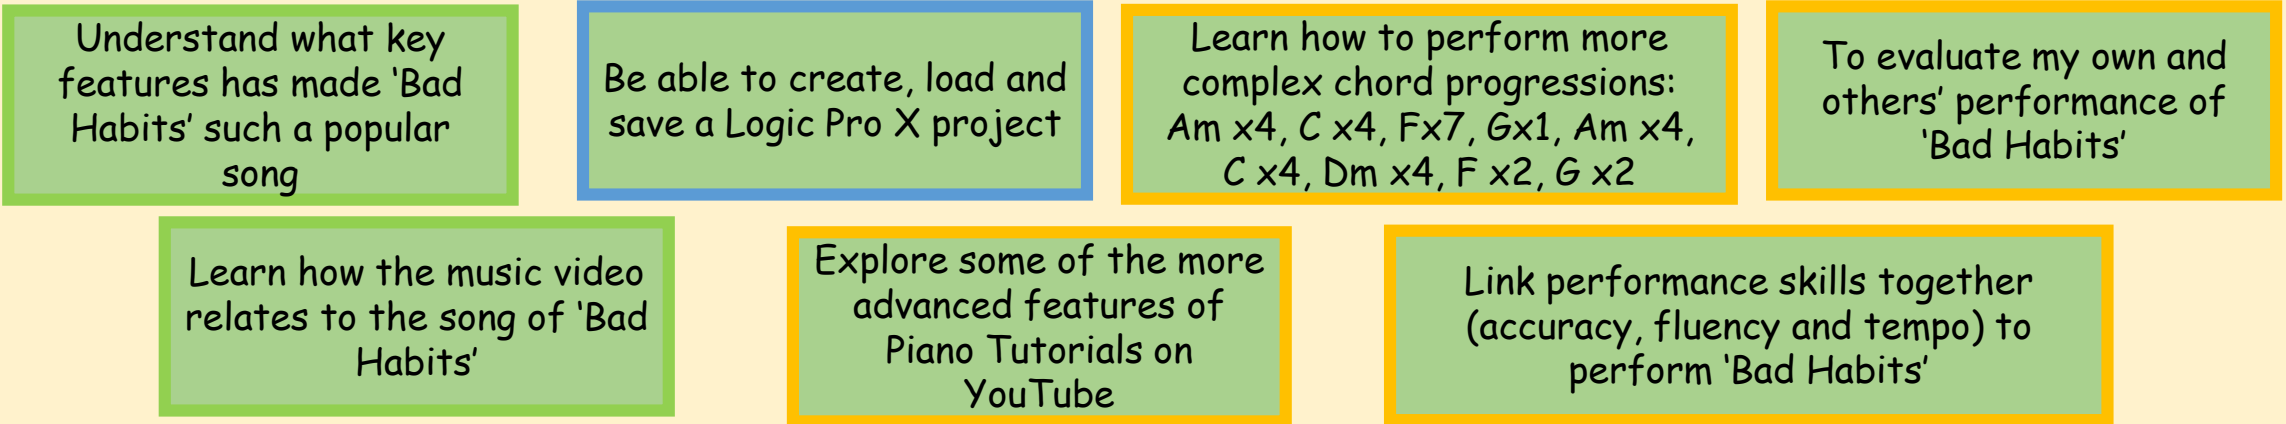 Understand what key
features has made ‘Bad
Habits’ such a popular
song
Be able to create, load and
save a Logic Pro X project
Learn how to perform more
complex chord progressions:
Am x4, C x4, Fx7, Gx1, Am x4,
C x4, Dm x4, F x2, G x2
To evaluate my own and
others’ performance of
‘Bad Habits’
Learn how the music video
relates to the song of ‘Bad
Habits’
Explore some of the more
advanced features of
Piano Tutorials on
YouTube
Link performance skills together
(accuracy, fluency and tempo) to
perform ‘Bad Habits’